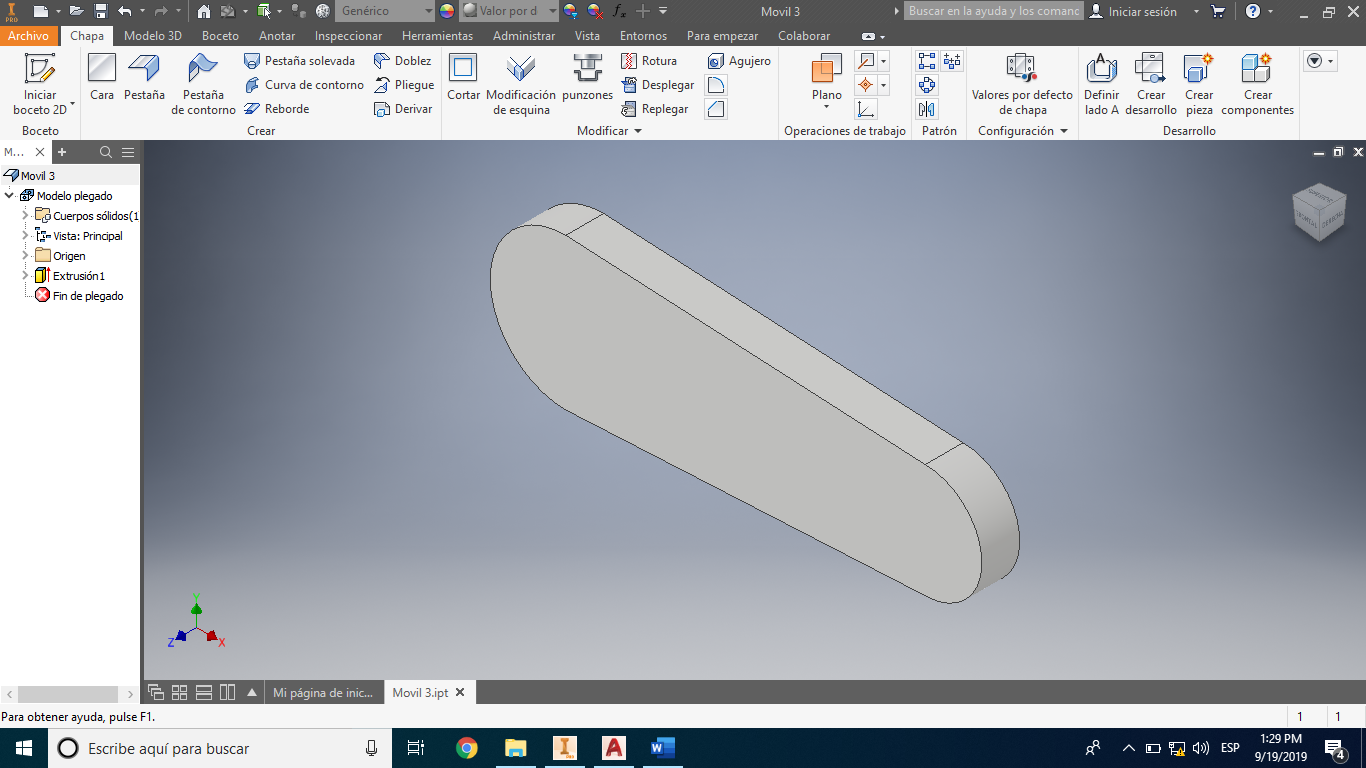 PRO
Genérico
Valor por d
Movil 3
Buscar en la ayuda y los comanc
Iniciar sesión
Archivo
Chapa
Modelo 3D
Boceto
Anotar
Inspeccionar
Herramientas
Administrar
Vista
Entornos
Para empezar
Colaborar
Iniciar
boceto 2D
Boceto
Cara
Pestaña
Pestaña
de contorno
Pestaña solevada
Curva de contorno
Reborde
Doblez
Pliegue
Derivar
Crear
Cortar
Modificación
de esquina
punzones
Rotura
Desplegar
Replegar
Agujero
Modificar
Plano
Operaciones de trabajo
Patrón
Valores por defecto
de chapa
Configuración
Definir
lado A
Crear
desarrollo
Crear
pieza
Crear
componentes
Desarrollo
M...
Movil 3
Modelo plegado
Cuerpos sólidos(1
Vista: Principal
Origen
Extrusión1
Fin de plegado
Y
Z
X
Mi página de inic...
Movil 3.ipt
Para obtener ayuda, pulse F1.
1
1
Escribe aquí para buscar
ESP
1:29 PM
9/19/2019
4